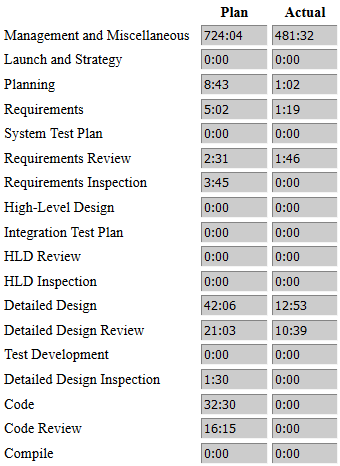 Plan Actual
Management and Miscellaneous 724:04 481:32
Launch and Strategy 0:00 0:00
Planning 8:43 1:02
Requirements 5:02 1:19
System Test Plan 0:00 0:00
Requirements Review 2:31 1:46
Requirements Inspection 3:45 0:00
High-Level Design 0:00 0:00
Integration Test Plan 0:00 0:00
HLD Review 0:00 0:00
HLD Inspection 0:00 0:00
Detailed Design 42:06 12:53
Detailed Design Review 21:03 10:39
Test Development 0:00 0:00
Detailed Design Inspection 1:30 0:00
Code 32:30 0:00
Code Review 16:15 0:00
Compile 0:00 0:00